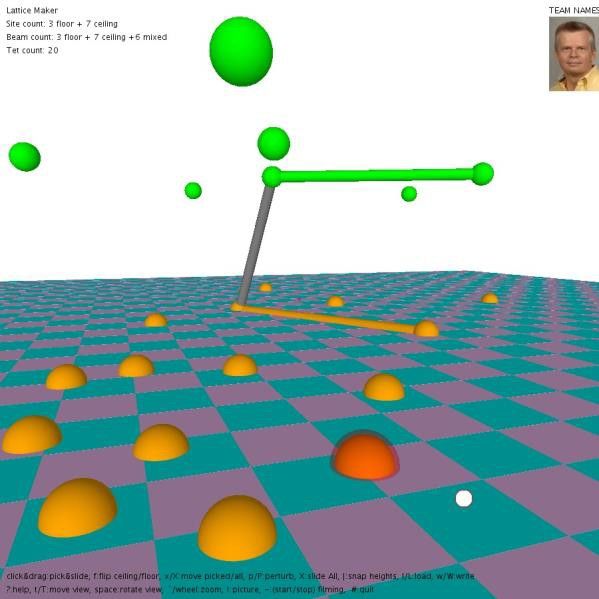 Lattice Maker
Site count: 3 floor + 7 ceiling
Beam count: 3 floor + 7 ceiling +6 mixed
Tet count: 20
TEAM NAMES
click&drag:pick&slide, f:flip ceiling/floor, x/X:move picked/all, p/P:perturb, X:slide All, |:snap heights, l/L:load, w/W:write
?:help, t/T:move view, space:rotate view, `/wheel:zoom, !:picture, ~:(start/stop) filming, #:quit